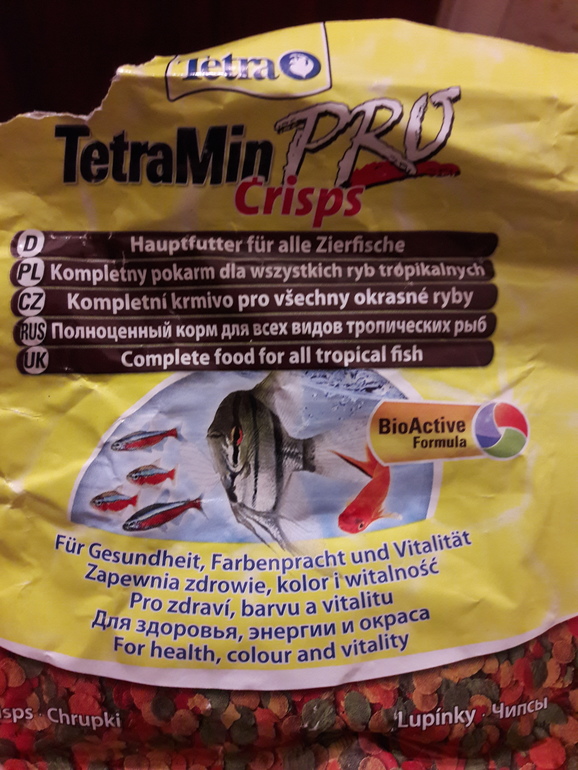 Tetra
TetraMin PRO
Crisps
D Hauptfutter für alle Zierfische
PL Kompletny pokarm dla wszystkich ryb tropikalnych
CZ Kompletní krmivo pro všechny okrasné ryby
RUS Полноценный корм для всех видов тропических рыб
UK Complete food for all tropical fish
BioActive
Formula
Für Gesundheit, Farbenpracht und Vitalität
Zapewnia zdrowie, kolor i witalność
Pro zdraví, barvu a vitalitu
Для здоровья, энергии и окраса
For health, colour and vitality
sps · Chrupki
Lupínky · Чипсы